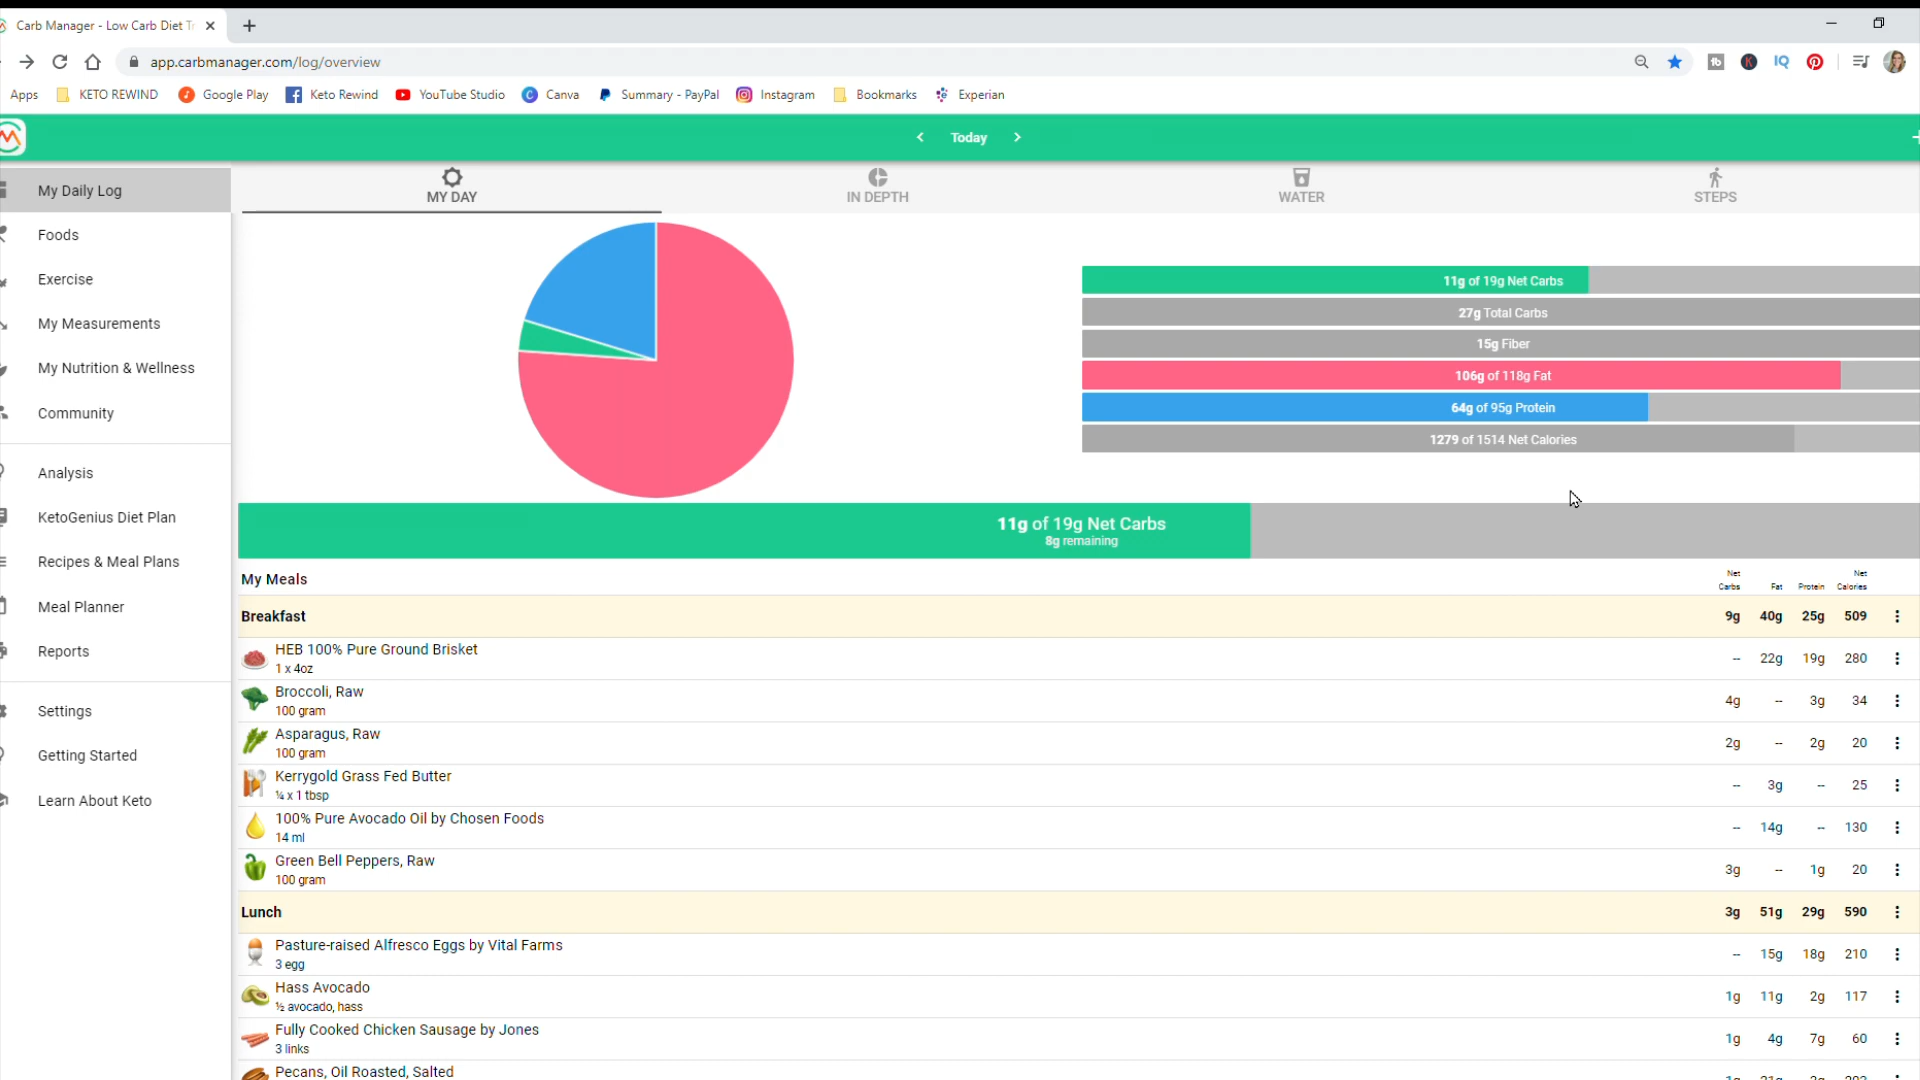 Carb Manager - Low Carb Diet Tr
app.carbmanager.com/log/overview
Apps KETO REWIND Google Play Keto Rewind YouTube Studio Canva Summary - PayPal Instagram Bookmarks Experian
Today
My Daily Log
Foods
Exercise
My Measurements
My Nutrition & Wellness
Community
Analysis
KetoGenius Diet Plan
Recipes & Meal Plans
Meal Planner
Reports
Settings
Getting Started
Learn About Keto
MY DAY IN DEPTH WATER STEPS
11g of 19g Net Carbs
27g Total Carbs
15g Fiber
106g of 118g Fat
64g of 95g Protein
1279 of 1514 Net Calories
11g of 19g Net Carbs
8g remaining
My Meals Net Carbs Fat Protein Net Calories
Breakfast 9g 40g 25g 509
HEB 100% Pure Ground Brisket
1 x 4oz -- 22g 19g 280
Broccoli, Raw
100 gram 4g -- 3g 34
Asparagus, Raw
100 gram 2g -- 2g 20
Kerrygold Grass Fed Butter
¼ x 1 tbsp -- 3g -- 25
100% Pure Avocado Oil by Chosen Foods
14 ml -- 14g -- 130
Green Bell Peppers, Raw
100 gram 3g -- 1g 20
Lunch 3g 51g 29g 590
Pasture-raised Alfresco Eggs by Vital Farms
3 egg -- 15g 18g 210
Hass Avocado
½ avocado, hass 1g 11g 2g 117
Fully Cooked Chicken Sausage by Jones
3 links 1g 4g 7g 60
Pecans, Oil Roasted, Salted